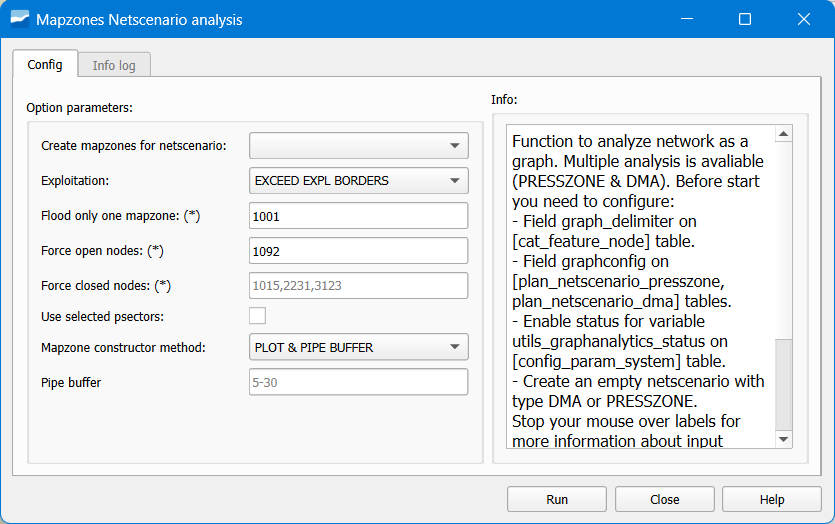 Mapzones Netscenario analysis
Config
Info log
Option parameters:
Create mapzones for netscenario:
Exploitation: EXCEED EXPL BORDERS
Flood only one mapzone: (*) 1001
Force open nodes: (*) 1092
Force closed nodes: (*) 1015,2231,3123
Use selected psectors:
Mapzone constructor method: PLOT & PIPE BUFFER
Pipe buffer 5-30
Info:
Function to analyze network as a
graph. Multiple analysis is avaliable
(PRESSZONE & DMA). Before start
you need to configure:
- Field graph_delimiter on
[cat_feature_node] table.
- Field graphconfig on
[plan_netscenario_presszone,
plan_netscenario_dma] tables.
- Enable status for variable
utils_graphanalytics_status on
[config_param_system] table.
- Create an empty netscenario with
type DMA or PRESSZONE.
Stop your mouse over labels for
more information about input
Run
Close
Help